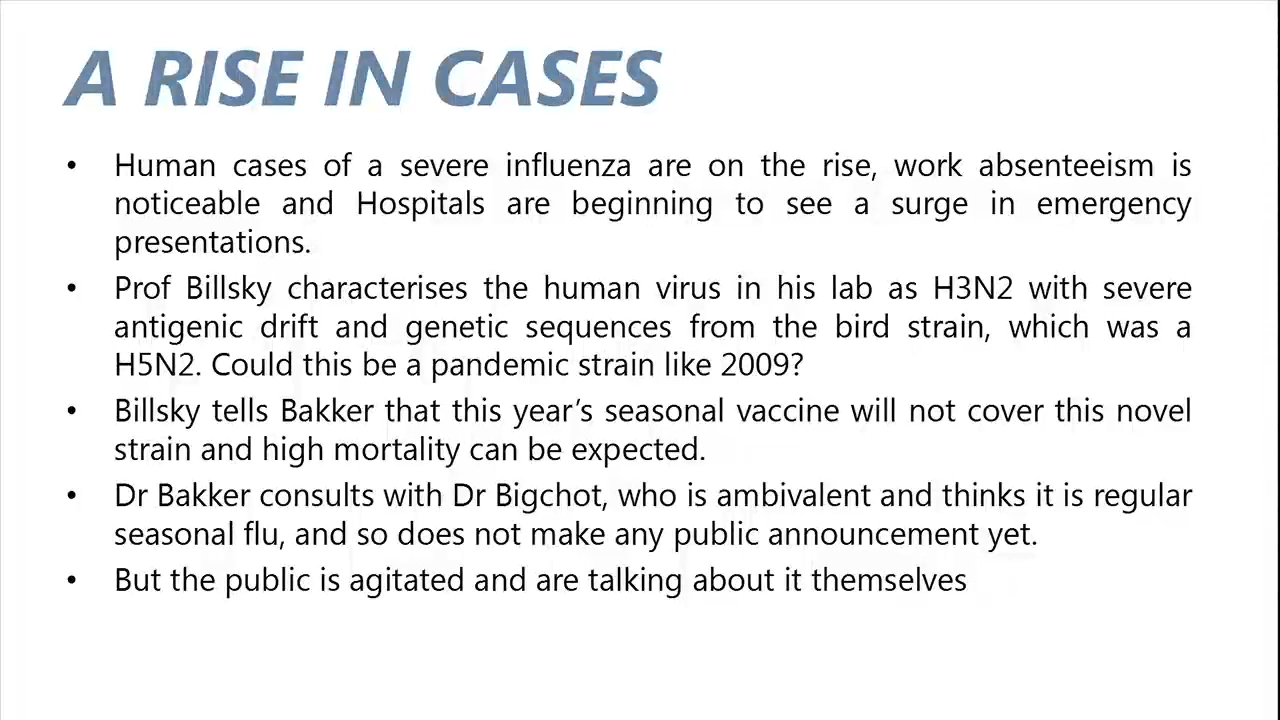 A RISE IN CASES
• Human cases of a severe influenza are on the rise, work absenteeism is
noticeable and Hospitals are beginning to see a surge in emergency
presentations.
• Prof Billsky characterises the human virus in his lab as H3N2 with severe
antigenic drift and genetic sequences from the bird strain, which was a
H5N2. Could this be a pandemic strain like 2009?
• Billsky tells Bakker that this year’s seasonal vaccine will not cover this novel
strain and high mortality can be expected.
• Dr Bakker consults with Dr Bigchot, who is ambivalent and thinks it is regular
seasonal flu, and so does not make any public announcement yet.
• But the public is agitated and are talking about it themselves